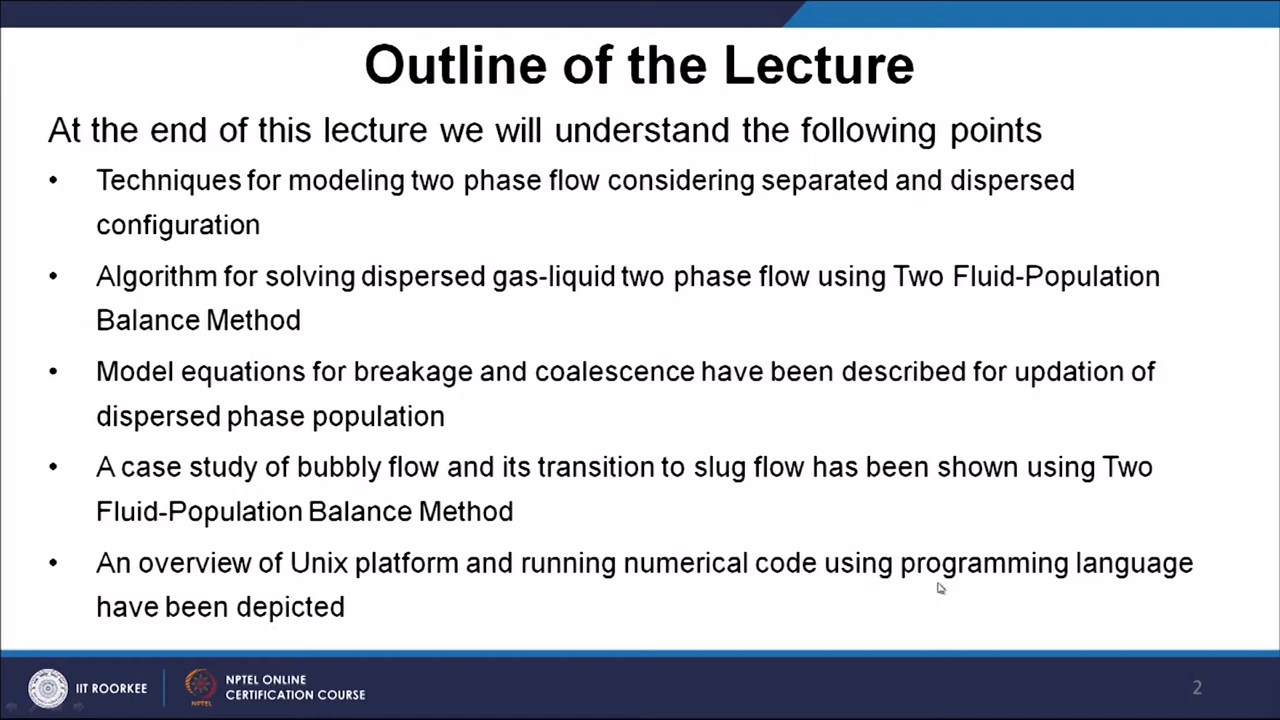 Outline of the Lecture
At the end of this lecture we will understand the following points
• Techniques for modeling two phase flow considering separated and dispersed
configuration
• Algorithm for solving dispersed gas-liquid two phase flow using Two Fluid-Population
Balance Method
• Model equations for breakage and coalescence have been described for updation of
dispersed phase population
• A case study of bubbly flow and its transition to slug flow has been shown using Two
Fluid-Population Balance Method
• An overview of Unix platform and running numerical code using programming language
have been depicted
IIT ROORKEE
NPTEL
NPTEL ONLINE
CERTIFICATION COURSE
2